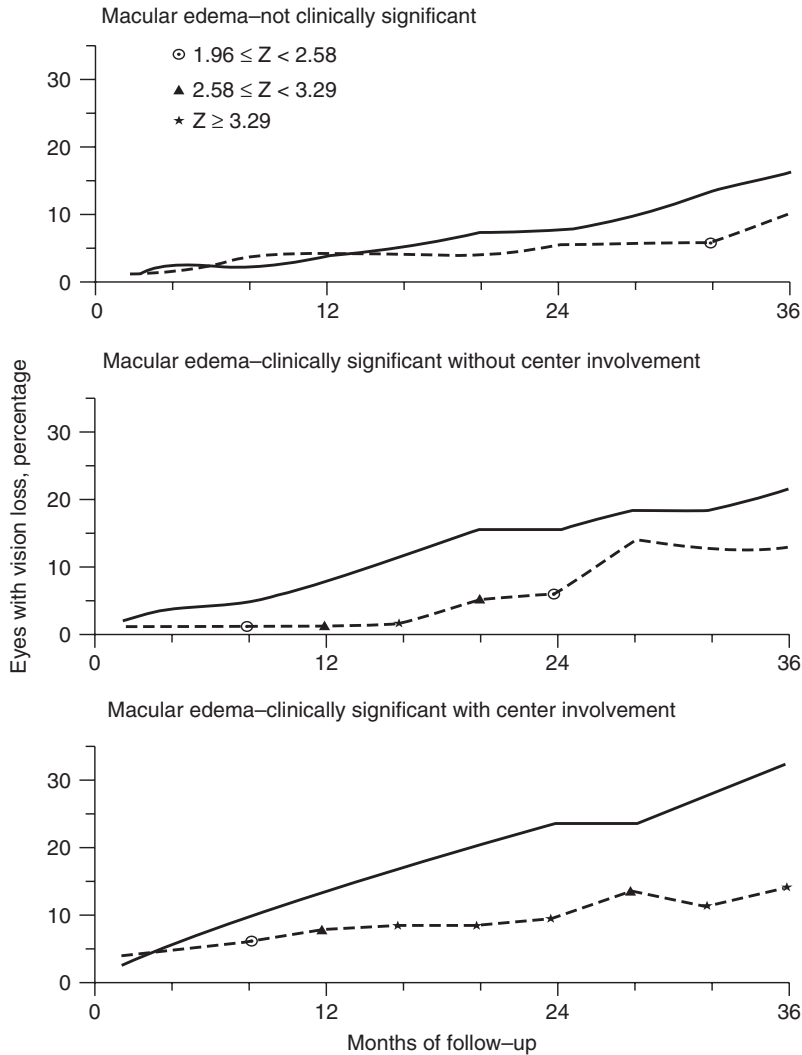 Macular edema–not clinically significant
1.96 ≤ Z < 2.58
2.58 ≤ Z < 3.29
Z ≥ 3.29
30
20
10
0
0 12 24 36
Macular edema–clinically significant without center involvement
Eyes with vision loss, percentage
30
20
10
0
0 12 24 36
Macular edema–clinically significant with center involvement
30
20
10
0
0 12 24 36
Months of follow–up